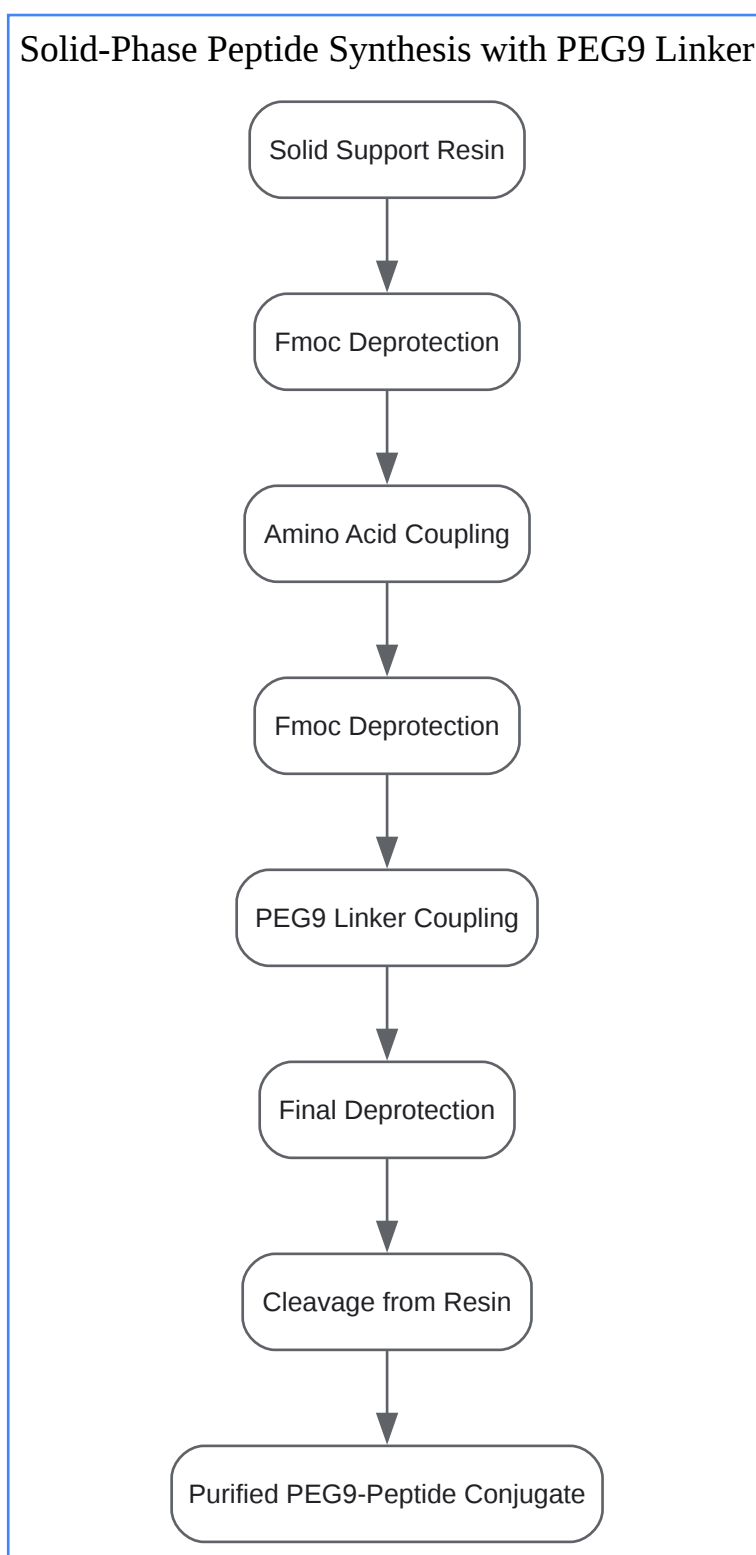 Solid-Phase Peptide Synthesis with PEG9 Linker
Solid Support Resin
Fmoc Deprotection
Amino Acid Coupling
Fmoc Deprotection
PEG9 Linker Coupling
Final Deprotection
Cleavage from Resin
Purified PEG9-Peptide Conjugate